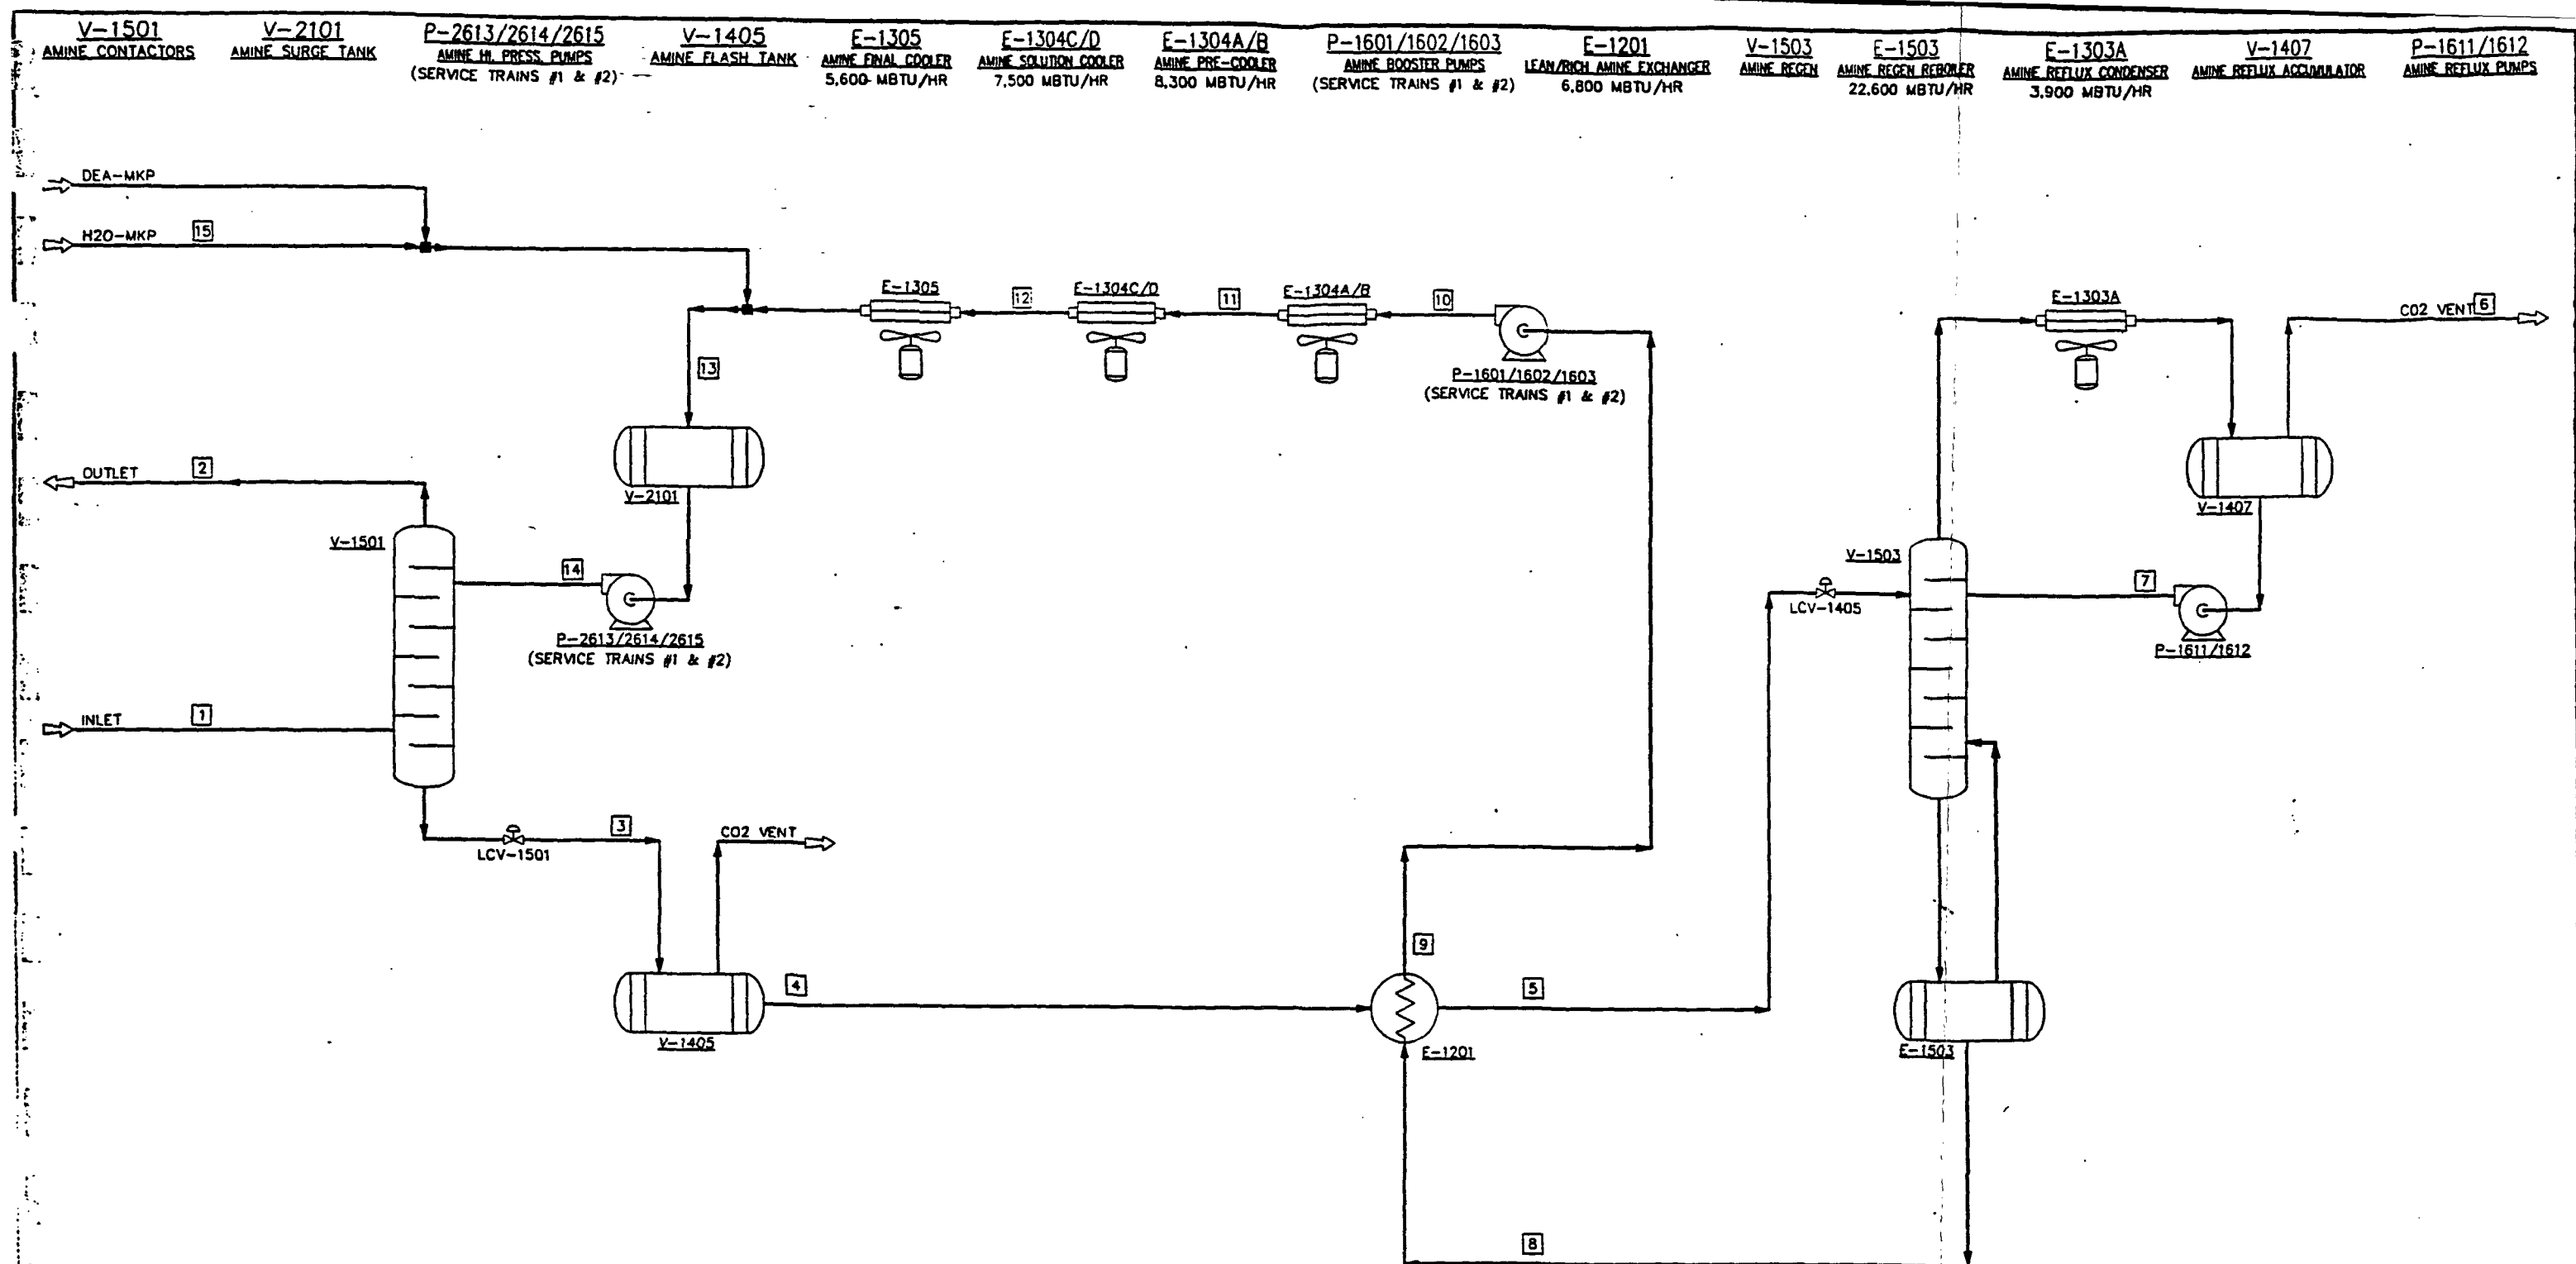 V-1501
AMINE CONTACTORS
V-2101
AMINE SURGE TANK
P-2613/2614/2615
AMINE HI. PRESS. PUMPS
(SERVICE TRAINS #1 & #2)
V-1405
AMINE FLASH TANK
E-1305
AMINE FINAL COOLER
5,600 MBTU/HR
E-1304C/D
AMINE SOLUTION COOLER
7,500 MBTU/HR
E-1304A/B
AMINE PRE-COOLER
8,300 MBTU/HR
P-1601/1602/1603
AMINE BOOSTER PUMPS
(SERVICE TRAINS #1 & #2)
E-1201
LEAN/RICH AMINE EXCHANGER
6,800 MBTU/HR
V-1503
AMINE REGEN
E-1503
AMINE REGEN REBOILER
22,600 MBTU/HR
E-1303A
AMINE REFLUX CONDENSER
3,900 MBTU/HR
V-1407
AMINE REFLUX ACCUMULATOR
P-1611/1612
AMINE REFLUX PUMPS
DEA-MKP
H2O-MKP
15
E-1305
12
E-1304C/D
11
E-1304A/B
10
E-1303A
CO2 VENT
6
13
P-1601/1602/1603
(SERVICE TRAINS #1 & #2)
OUTLET
2
V-2101
V-1407
V-1501
14
V-1503
7
LCV-1405
P-2613/2614/2615
(SERVICE TRAINS #1 & #2)
P-1611/1612
INLET
1
3
CO2 VENT
LCV-1501
9
4
5
V-1405
E-1201
E-1503
8